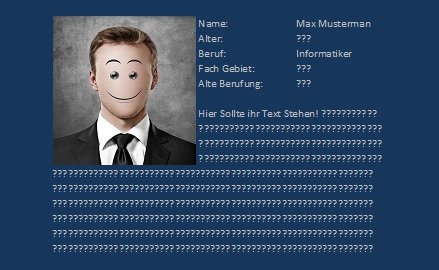 Name: Max Musterman
Alter: ???
Beruf: Informatiker
Fach Gebiet: ???
Alte Berufung: ???
Hier Sollte ihr Text Stehen! ???????????
????????????????????????????????????
????????????????????????????????????
????????????????????????????????????
??? ???????????????????????????????????????????????????????????
??? ???????????????????????????????????????????????????????????
??? ???????????????????????????????????????????????????????????
??? ???????????????????????????????????????????????????????????
??? ???????????????????????????????????????????????????????????
??? ???????????????????????????????????????????????????????????